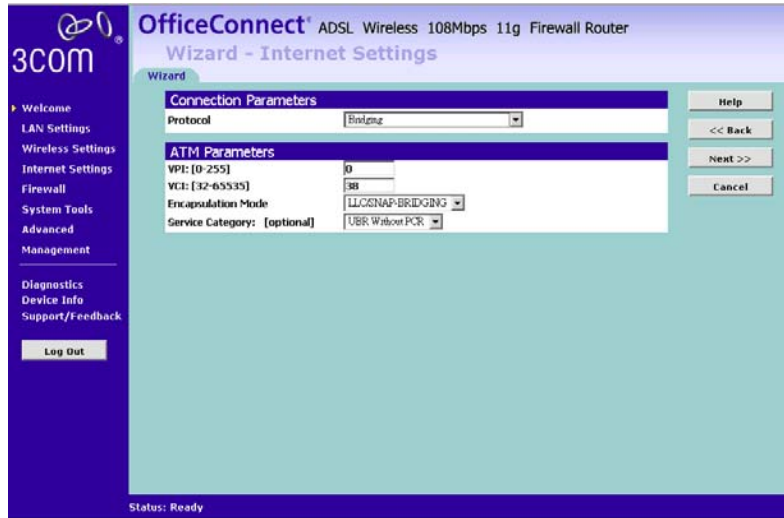 3COM
OfficeConnect® ADSL Wireless 108Mbps 11g Firewall Router
Wizard - Internet Settings
Wizard
Welcome
LAN Settings
Wireless Settings
Internet Settings
Firewall
System Tools
Advanced
Management
Diagnostics
Device Info
Support/Feedback
Log Out
Connection Parameters
Protocol Bridging
ATM Parameters
VPI: [0-255] 0
VCI: [32-65535] 38
Encapsulation Mode LLC/SNAP-BRIDGING
Service Category: [optional] UBR Without PCR
Help
<< Back
Next >>
Cancel
Status: Ready